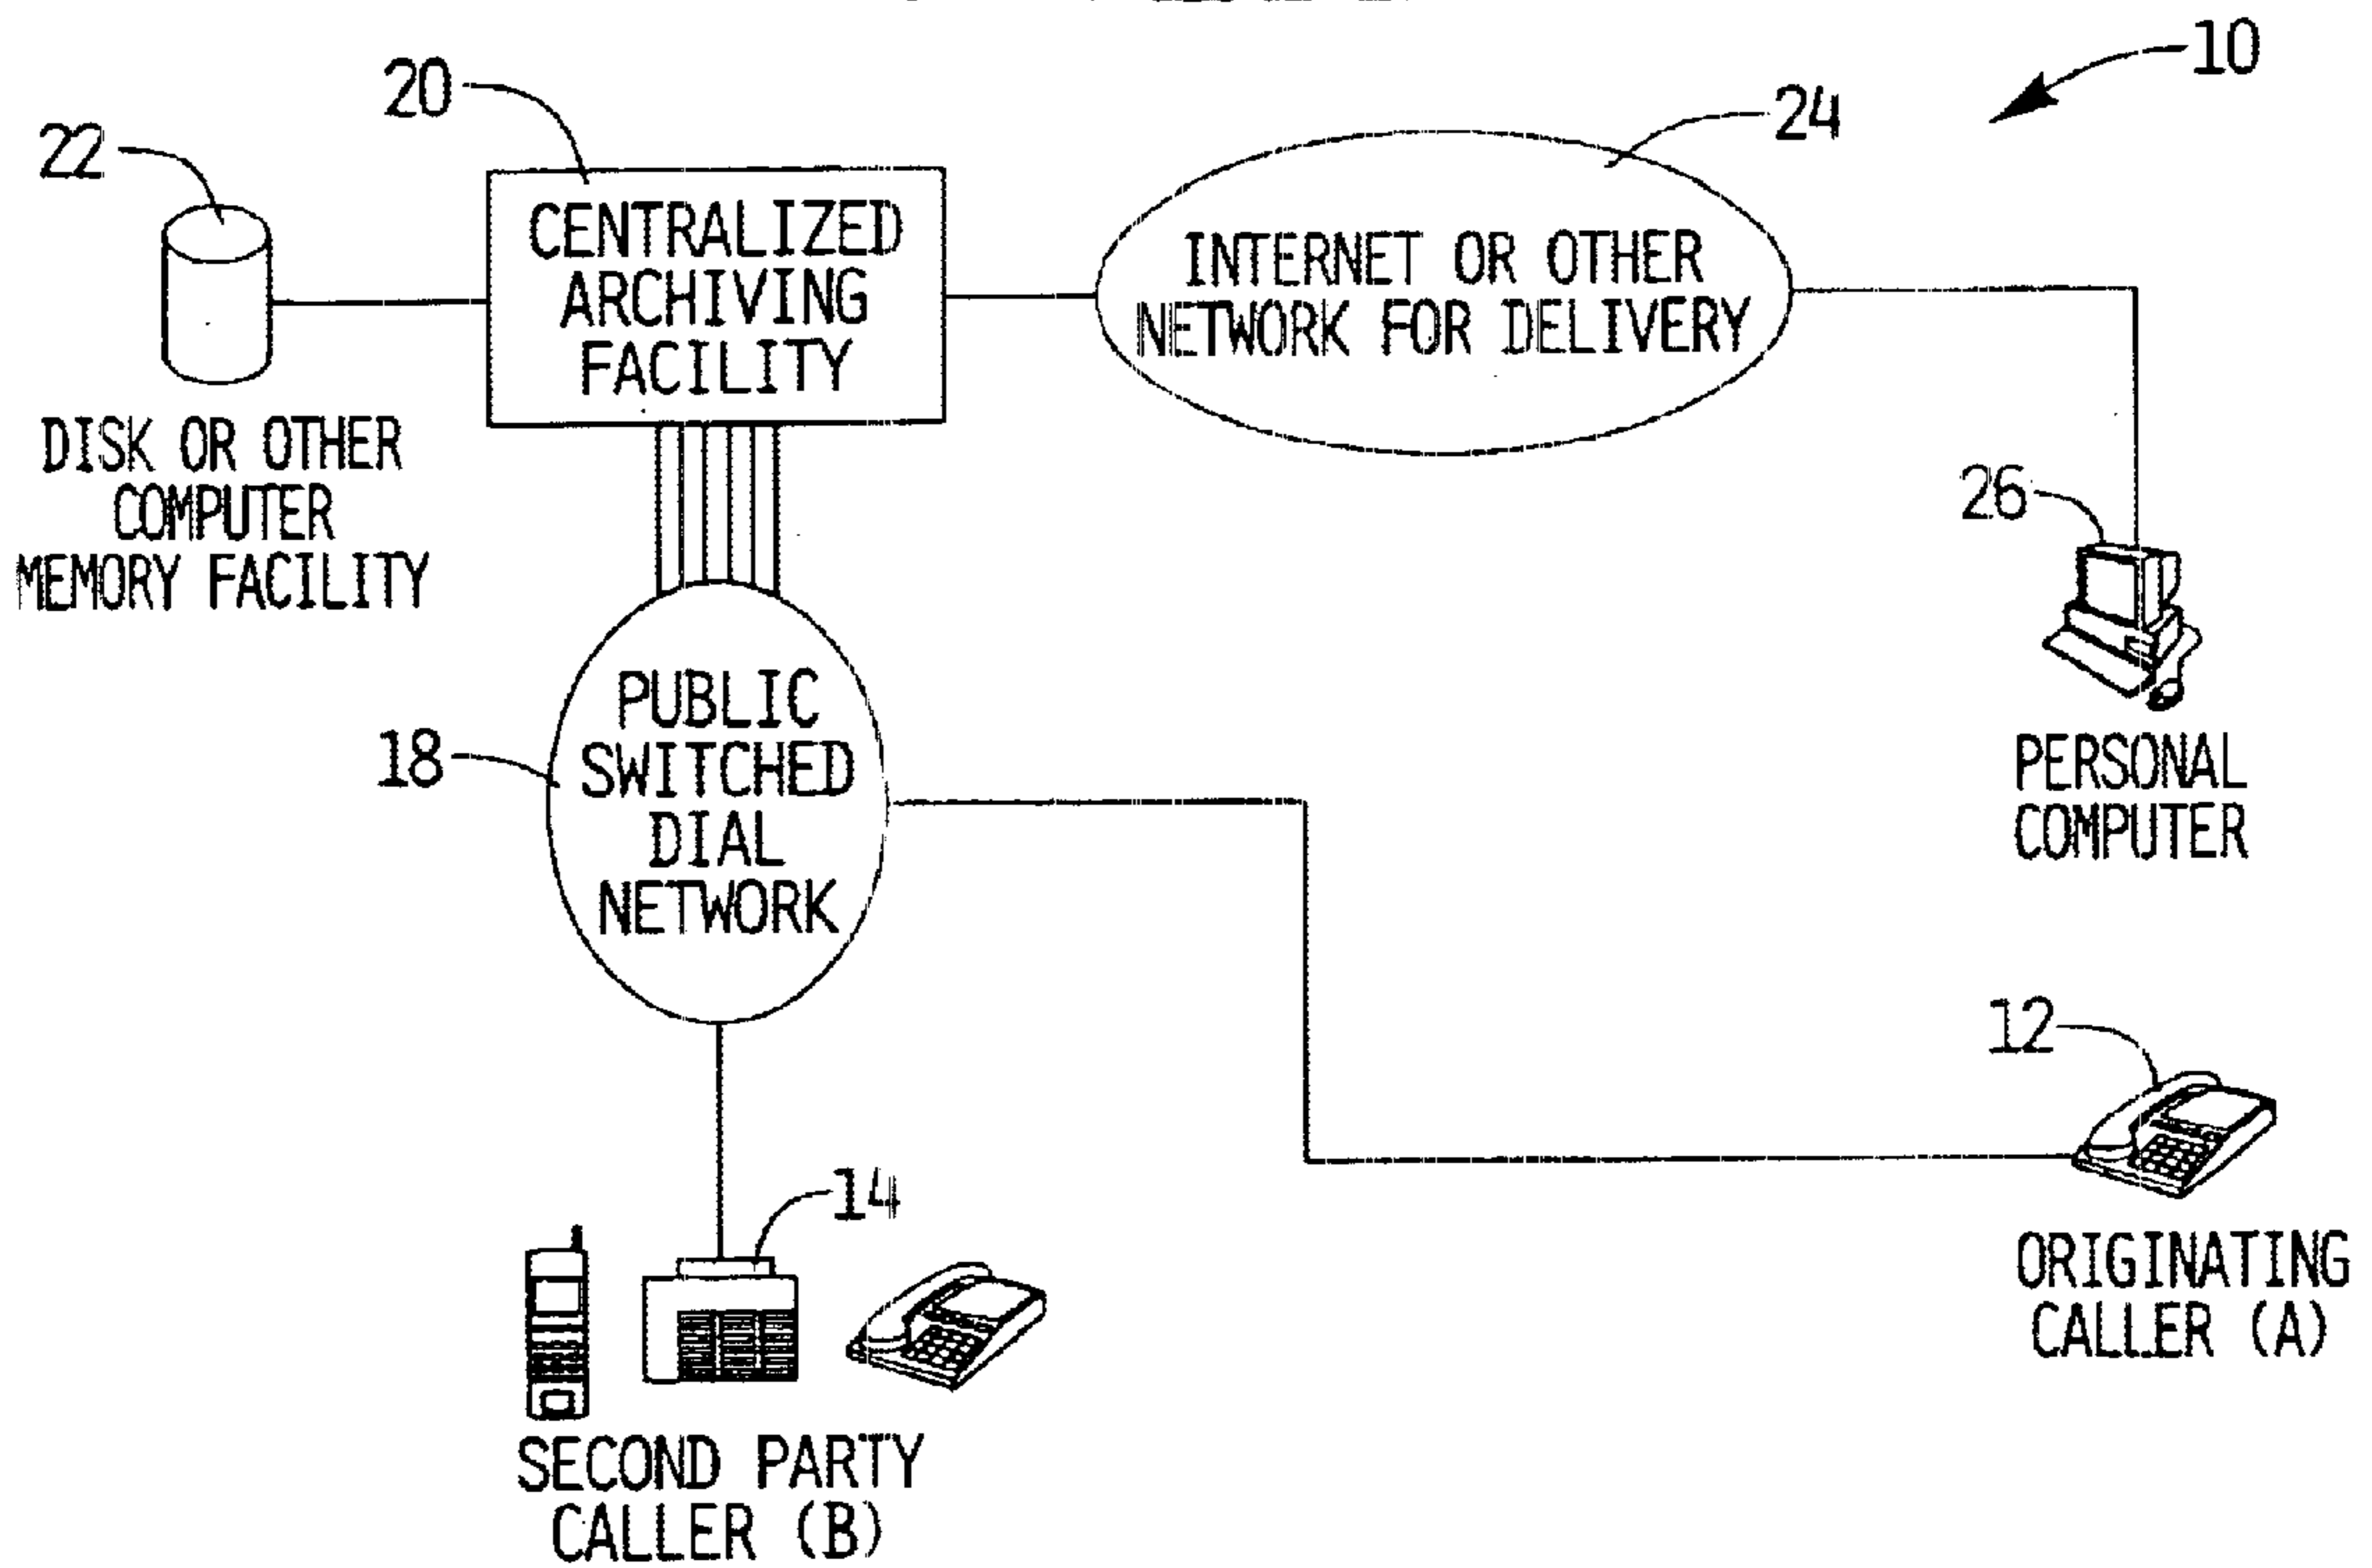 10
20
24
22
CENTRALIZED
ARCHIVING
FACILITY
INTERNET OR OTHER
NETWORK FOR DELIVERY
DISK OR OTHER
COMPUTER
MEMORY FACILITY
26
PUBLIC
SWITCHED
DIAL
NETWORK
18
PERSONAL
COMPUTER
12
14
ORIGINATING
CALLER (A)
SECOND PARTY
CALLER (B)